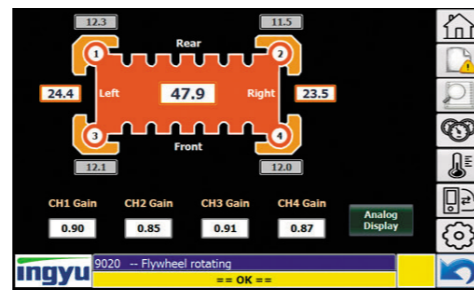 12.3 11.5
Rear
1 2
24.4 Left 47.9 Right 23.5
3 4
Front
12.1 12.0
CH1 Gain CH2 Gain CH3 Gain CH4 Gain
0.90 0.85 0.91 0.87
Analog
Display
ingyu
9020 -- Flywheel rotating
== OK ==